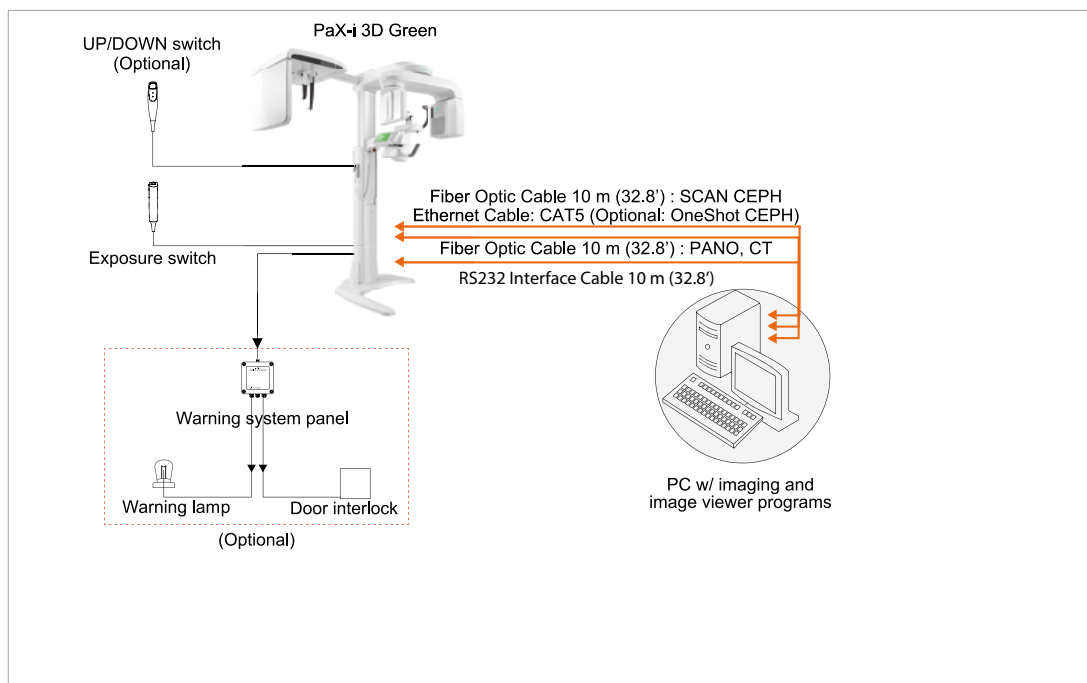 PaX-i 3D Green
UP/DOWN switch
(Optional)
Exposure switch
Fiber Optic Cable 10 m (32.8') : SCAN CEPH
Ethernet Cable: CAT5 (Optional: OneShot CEPH)
Fiber Optic Cable 10 m (32.8') : PANO, CT
RS232 Interface Cable 10 m (32.8')
Warning system panel
Warning lamp
Door interlock
(Optional)
PC w/ imaging and
image viewer programs